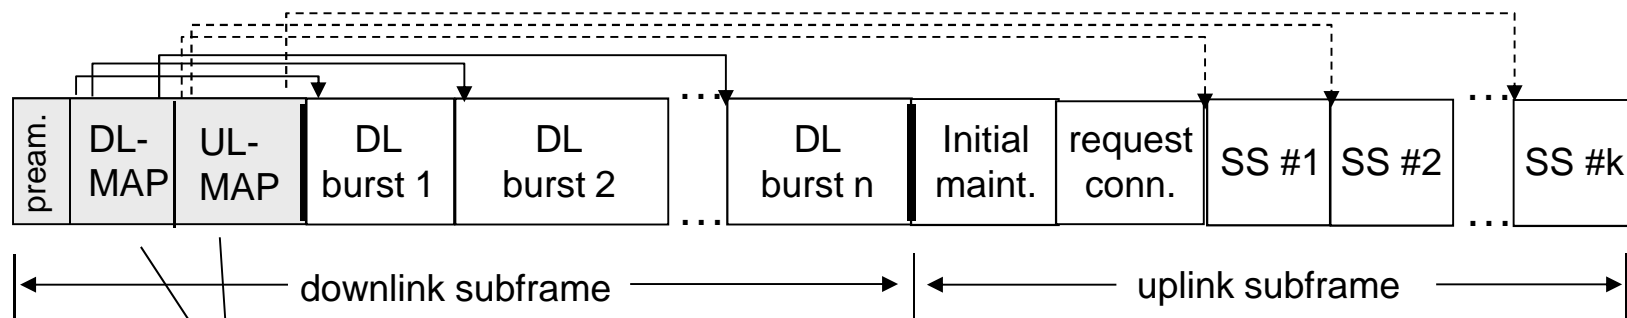 ...
...
pream.
DL-
MAP
UL-
MAP
DL
burst 1
DL
burst 2
DL
burst n
Initial
maint.
request
conn.
SS #1
SS #2
SS #k
...
...
downlink subframe
uplink subframe